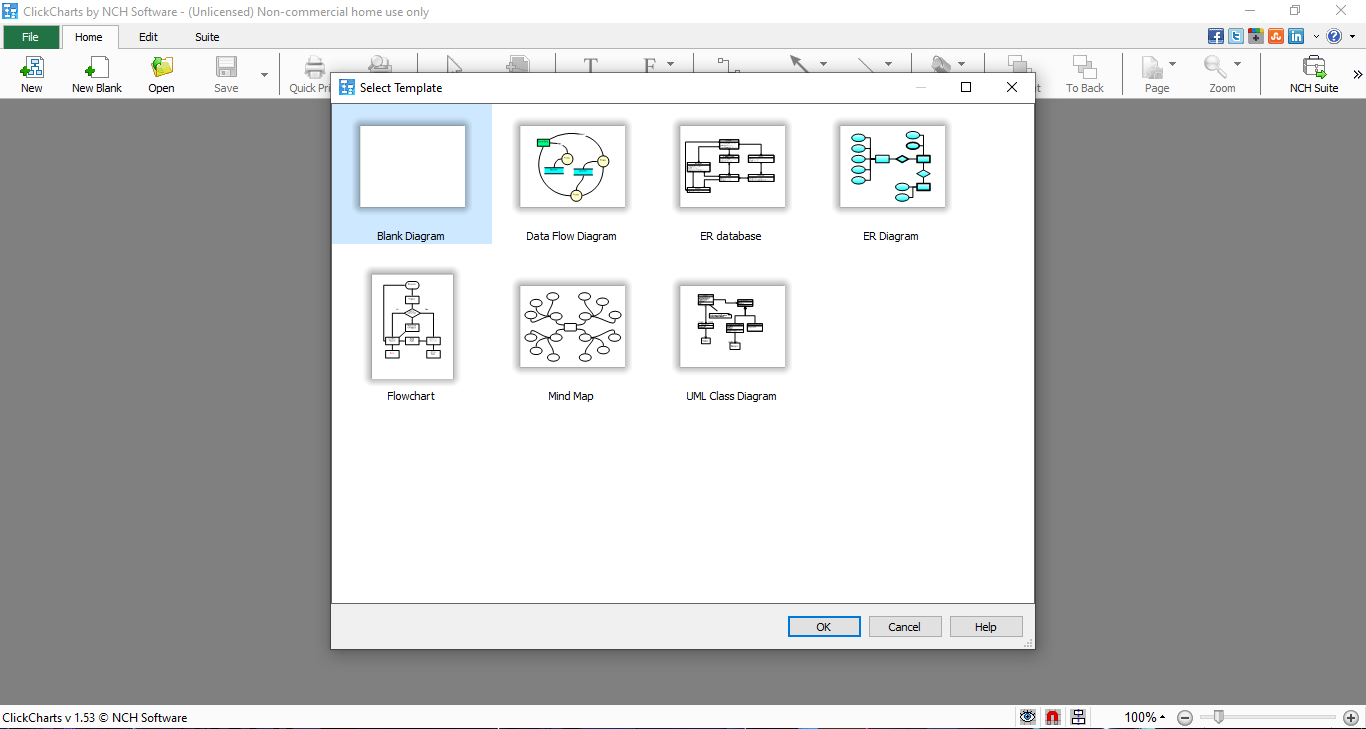 ClickCharts by NCH Software - (Unlicensed) Non-commercial home use only
File Home Edit Suite
New New Blank Open Save Quick Pri To Back Page Zoom NCH Suite
Select Template
Blank Diagram Data Flow Diagram ER database ER Diagram
Flowchart Mind Map UML Class Diagram
OK Cancel Help
ClickCharts v 1.53 © NCH Software 100%